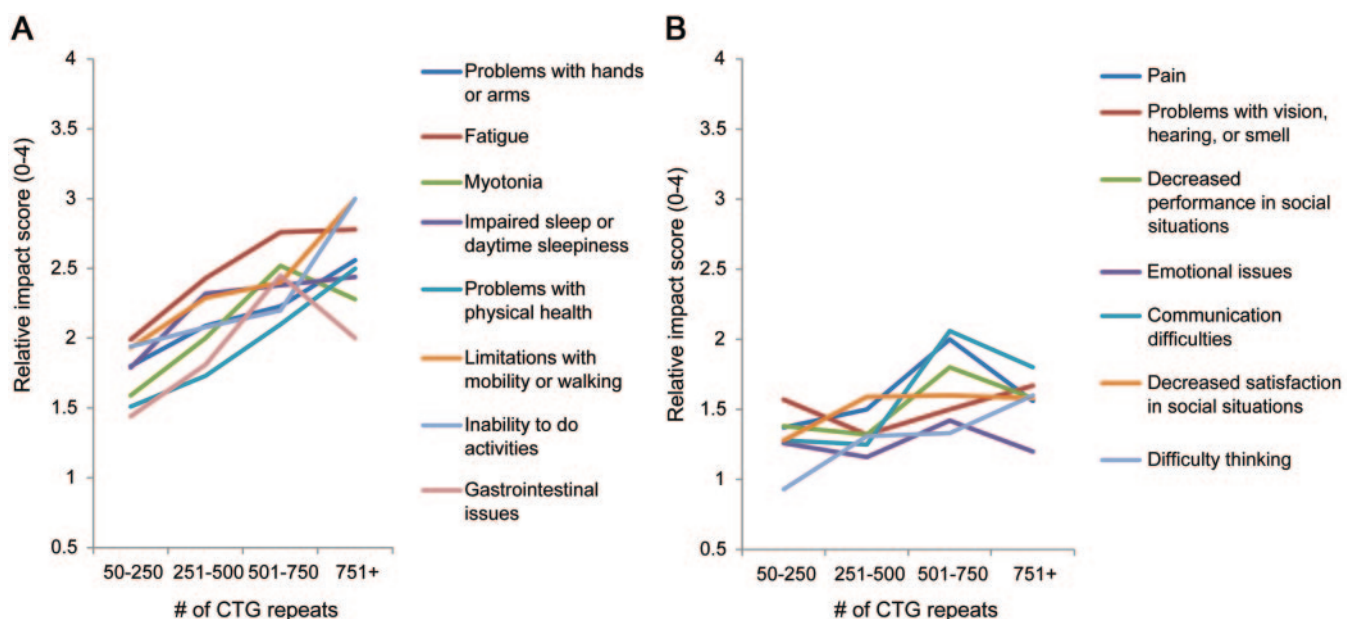 A
Relative impact score (0-4)
4
3.5
3
2.5
2
1.5
1
0.5
50-250 251-500 501-750 751+
# of CTG repeats
Problems with hands
or arms
Fatigue
Myotonia
Impaired sleep or
daytime sleepiness
Problems with
physical health
Limitations with
mobility or walking
Inability to do
activities
Gastrointestinal
issues
B
Relative impact score (0-4)
4
3.5
3
2.5
2
1.5
1
0.5
50-250 251-500 501-750 751+
# of CTG repeats
Pain
Problems with vision,
hearing, or smell
Decreased
performance in social
situations
Emotional issues
Communication
difficulties
Decreased satisfaction
in social situations
Difficulty thinking